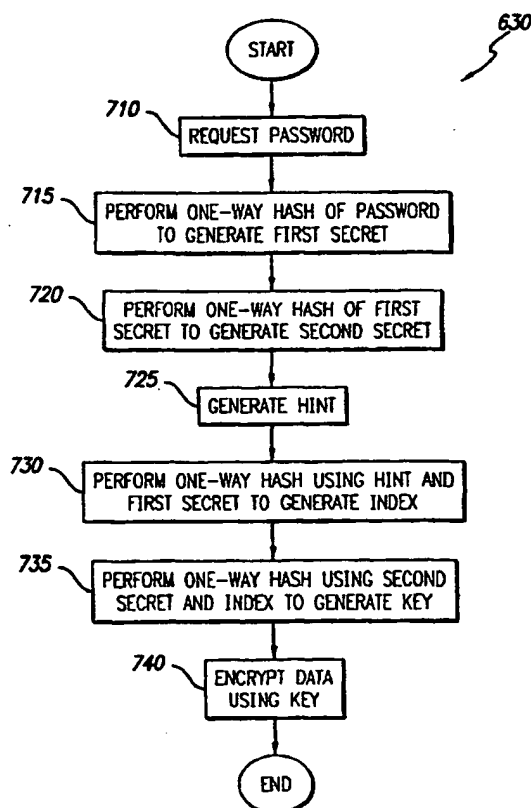 630
START
710
REQUEST PASSWORD
715
PERFORM ONE-WAY HASH OF PASSWORD
TO GENERATE FIRST SECRET
720
PERFORM ONE-WAY HASH OF FIRST
SECRET TO GENERATE SECOND SECRET
725
GENERATE HINT
730
PERFORM ONE-WAY HASH USING HINT AND
FIRST SECRET TO GENERATE INDEX
735
PERFORM ONE-WAY HASH USING SECOND
SECRET AND INDEX TO GENERATE KEY
740
ENCRYPT DATA
USING KEY
END